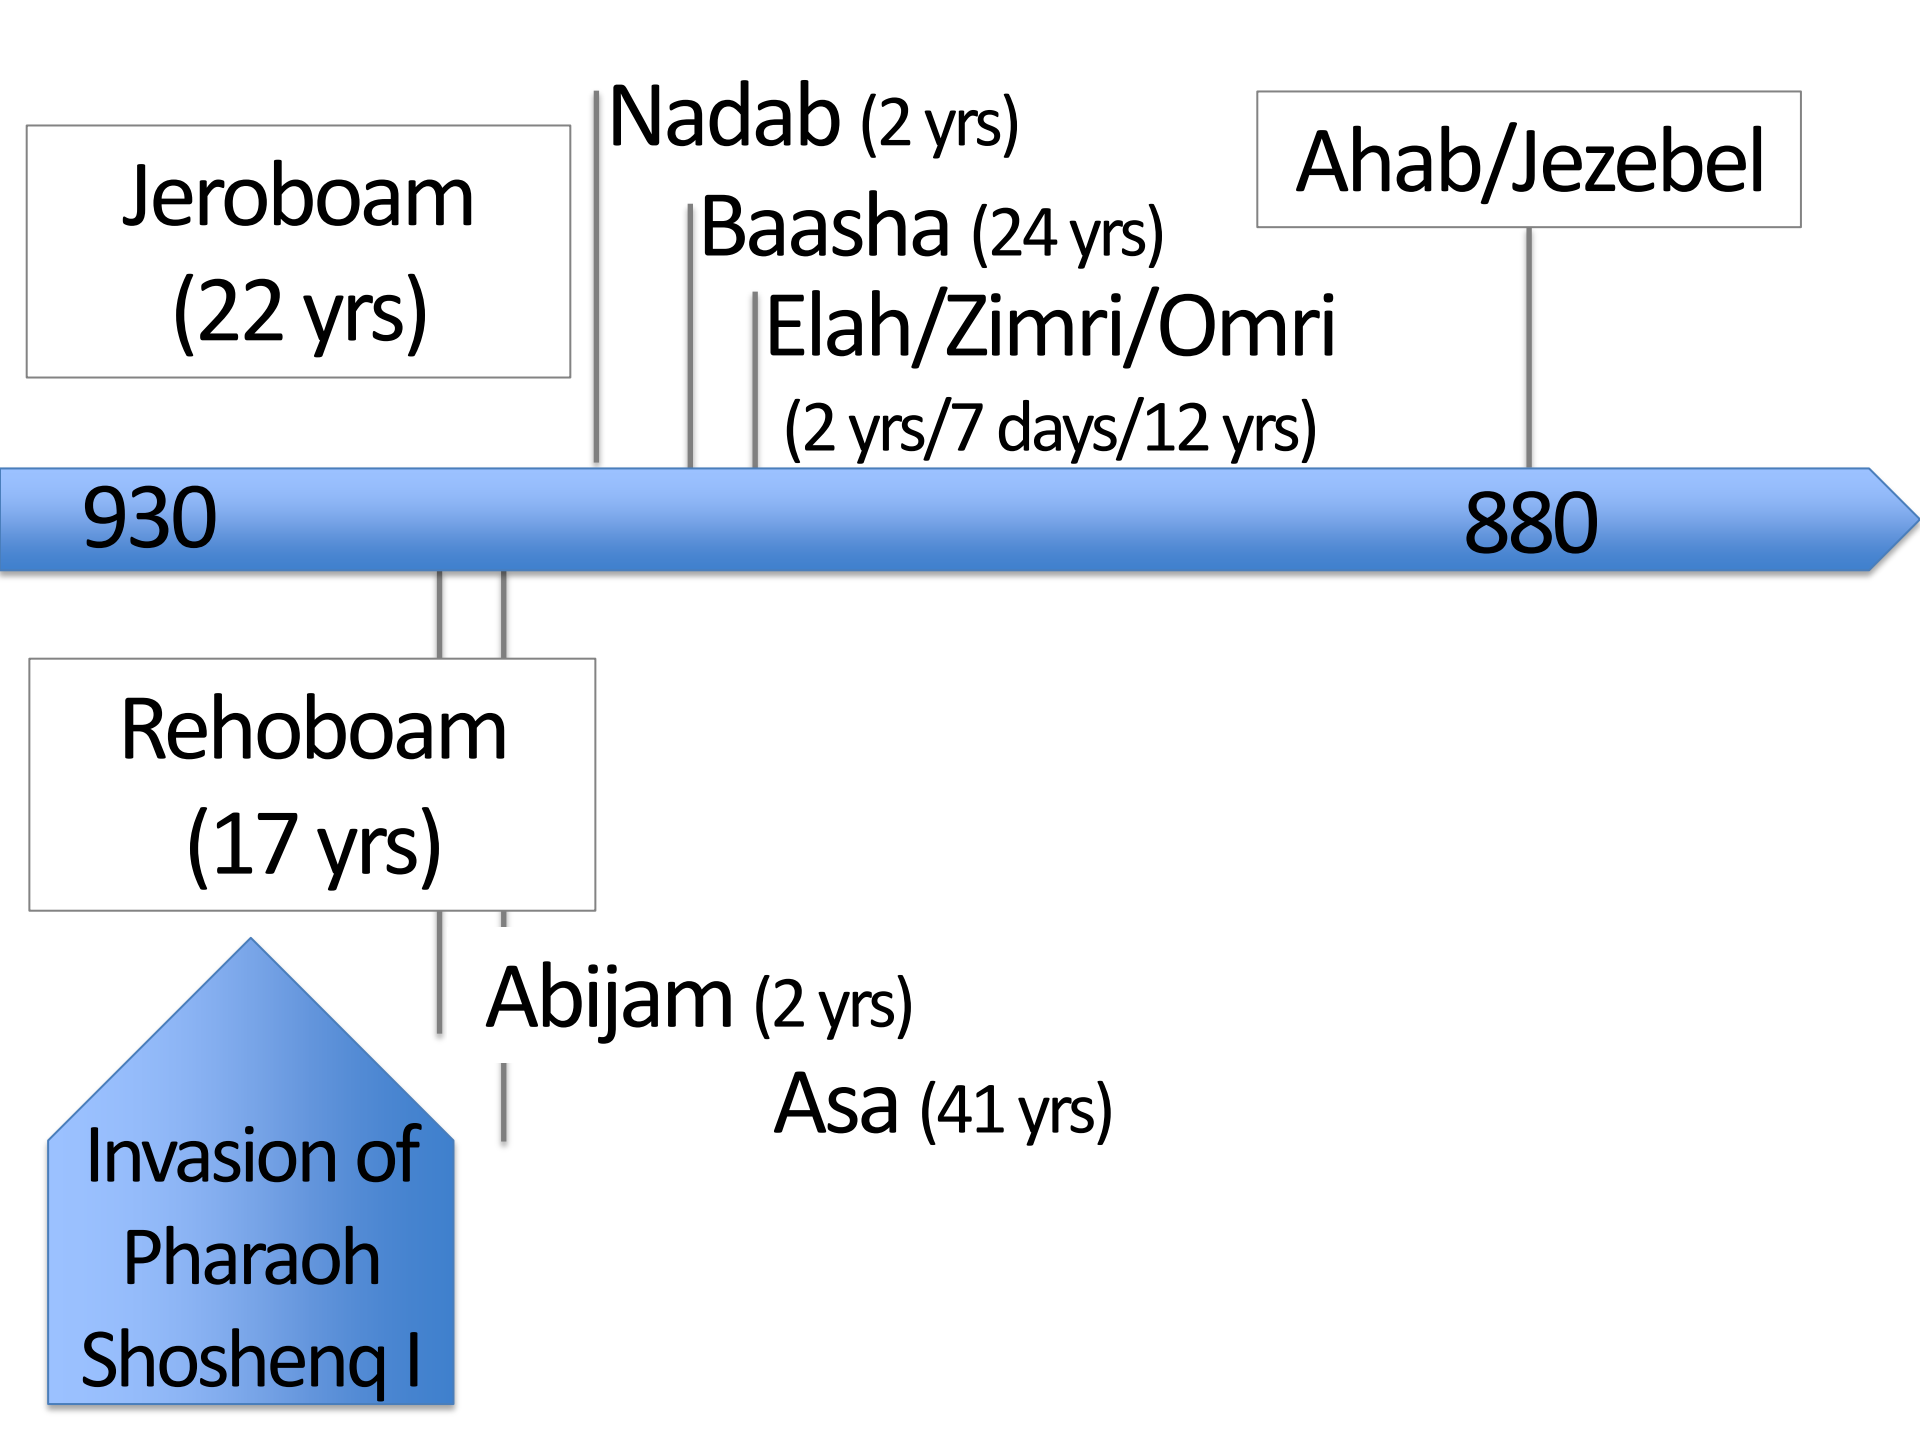 Nadab (2 yrs)
Jeroboam
(22 yrs)
Ahab/Jezebel
Baasha (24 yrs)
Elah/Zimri/Omri
(2 yrs/7 days/12 yrs)
930
880
Rehoboam
(17 yrs)
Abijam (2 yrs)
Asa (41 yrs)
Invasion of
Pharaoh
Shoshenq I